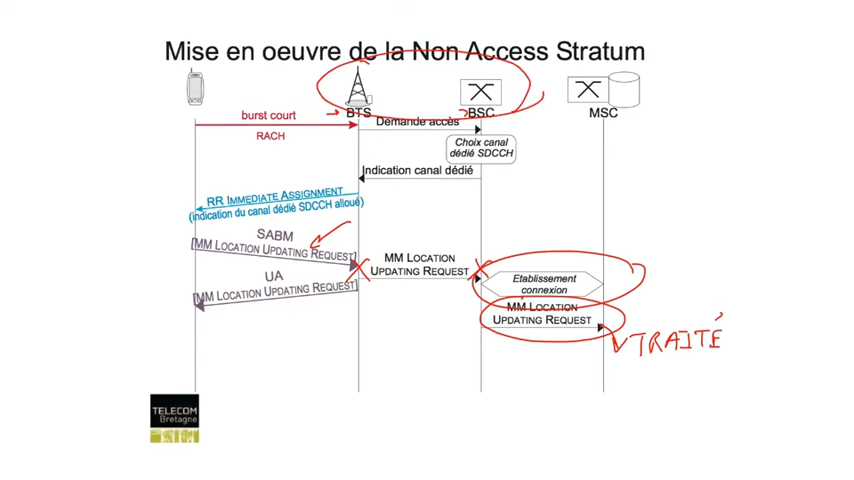 Mise en oeuvre de la Non Access Stratum
BTS
BSC
MSC
burst court
RACH
Demande accès
Choix canal
dédié SDCCH
Indication canal dédié
RR IMMEDIATE ASSIGNMENT
(indication du canal dédié SDCCH alloué)
SABM
[MM LOCATION UPDATING REQUEST]
MM LOCATION
UPDATING REQUEST
UA
[MM LOCATION UPDATING REQUEST]
Etablissement
connexion
MM LOCATION
UPDATING REQUEST
TRAITÉ
TELECOM
Bretagne